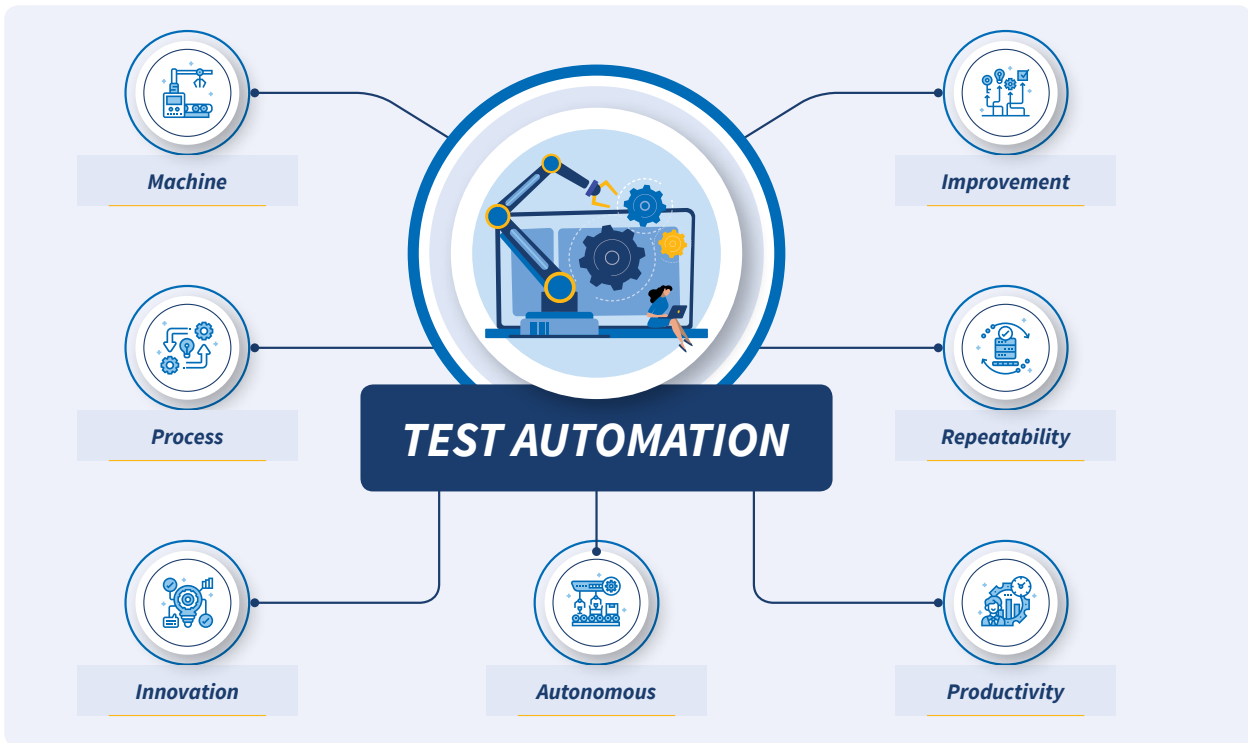 Machine
Improvement
Process
Repeatability
TEST AUTOMATION
Innovation
Autonomous
Productivity